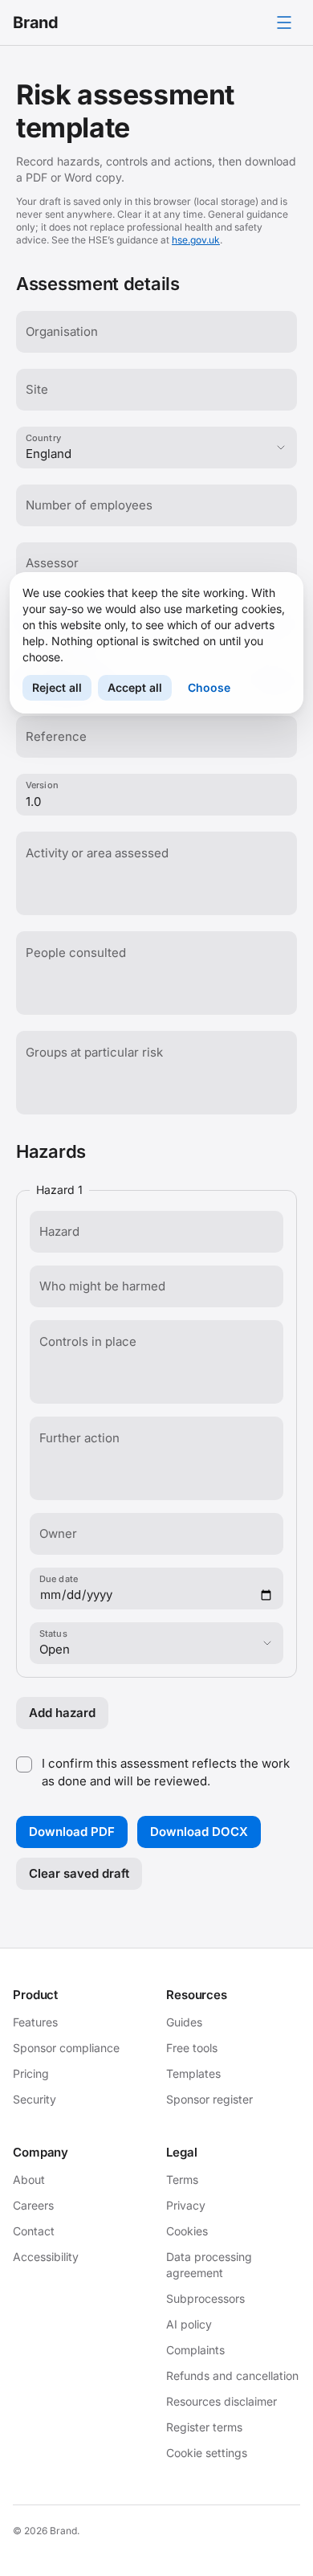 Brand
Risk assessment
template
Record hazards, controls and actions, then download
a PDF or Word copy.
Your draft is saved only in this browser (local storage) and is
never sent anywhere. Clear it at any time. General guidance
only; it does not replace professional health and safety
advice. See the HSE's guidance at hse.gov.uk.
Assessment details
Organisation
Site
Country
England
Number of employees
Assessor
We use cookies that keep the site working. With
your say-so we would also use marketing cookies,
on this website only, to see which of our adverts
help. Nothing optional is switched on until you
choose.
Reject all
Accept all
Choose
Reference
Version
1.0
Activity or area assessed
People consulted
Groups at particular risk
Hazards
Hazard 1
Hazard
Who might be harmed
Controls in place
Further action
Owner
Due date
mm/dd/yyyy
Status
Open
Add hazard
I confirm this assessment reflects the work
as done and will be reviewed.
Download PDF
Download DOCX
Clear saved draft
Product
Features
Sponsor compliance
Pricing
Security
Resources
Guides
Free tools
Templates
Sponsor register
Company
About
Careers
Contact
Accessibility
Legal
Terms
Privacy
Cookies
Data processing
agreement
Subprocessors
AI policy
Complaints
Refunds and cancellation
Resources disclaimer
Register terms
Cookie settings
© 2026 Brand.